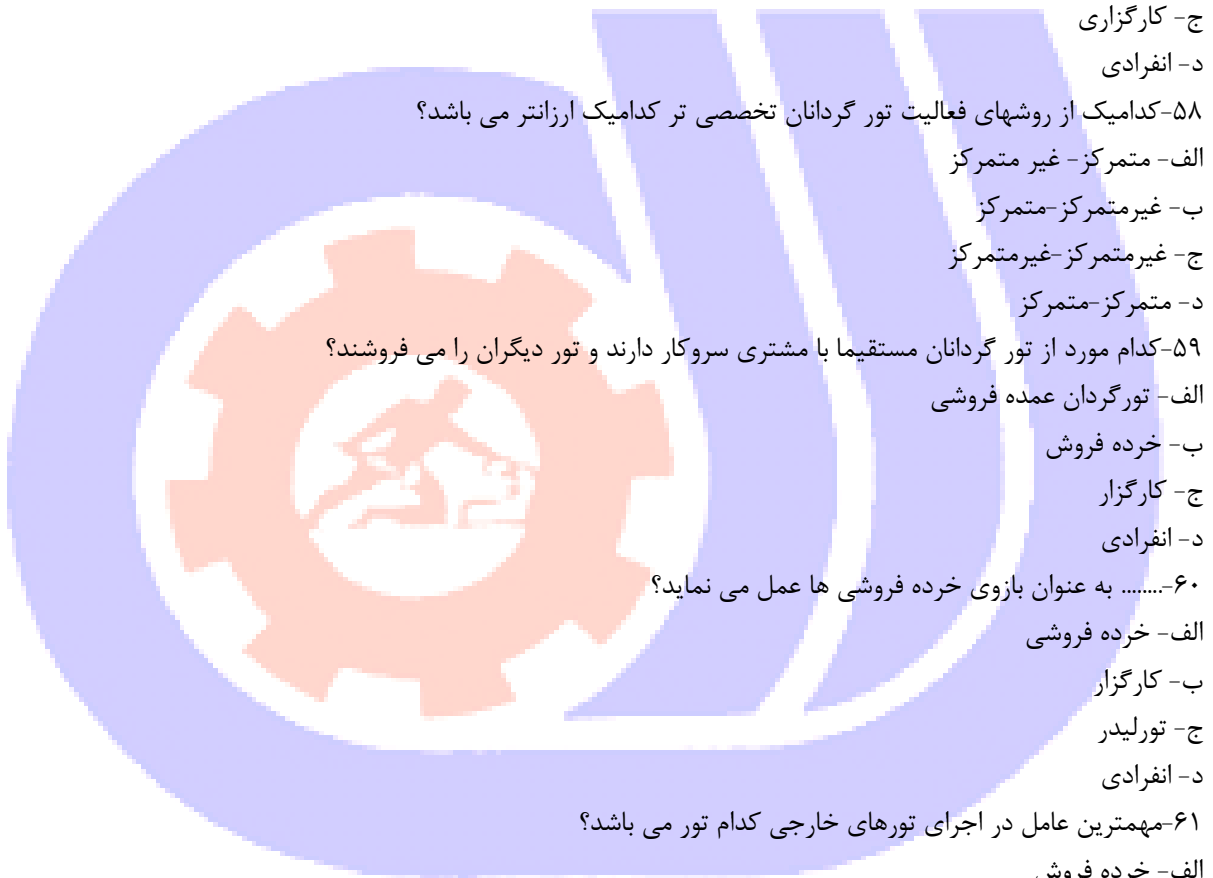 ج- کارگزاری
د- انفرادی
۵۸-کدامیک از روشهای فعالیت تور گردانان تخصصی تر کدامیک ارزانتر می باشد؟
الف- متمرکز- غیر متمرکز
ب- غیرمتمرکز-متمرکز
ج- غیرمتمرکز-غیرمتمرکز
د- متمرکز-متمرکز
۵۹-کدام مورد از تور گردانان مستقیما با مشتری سروکار دارند و تور دیگران را می فروشند؟
الف- تورگردان عمده فروشی
ب- خرده فروش
ج- کارگزار
د- انفرادی
۶۰-........ به عنوان بازوی خرده فروشی ها عمل می نماید؟
الف- خرده فروشی
ب- کارگزار
ج- تورلیدر
د- انفرادی
۶۱-مهمترین عامل در اجرای تورهای خارجی کدام تور می باشد؟
الف- خرده فروش